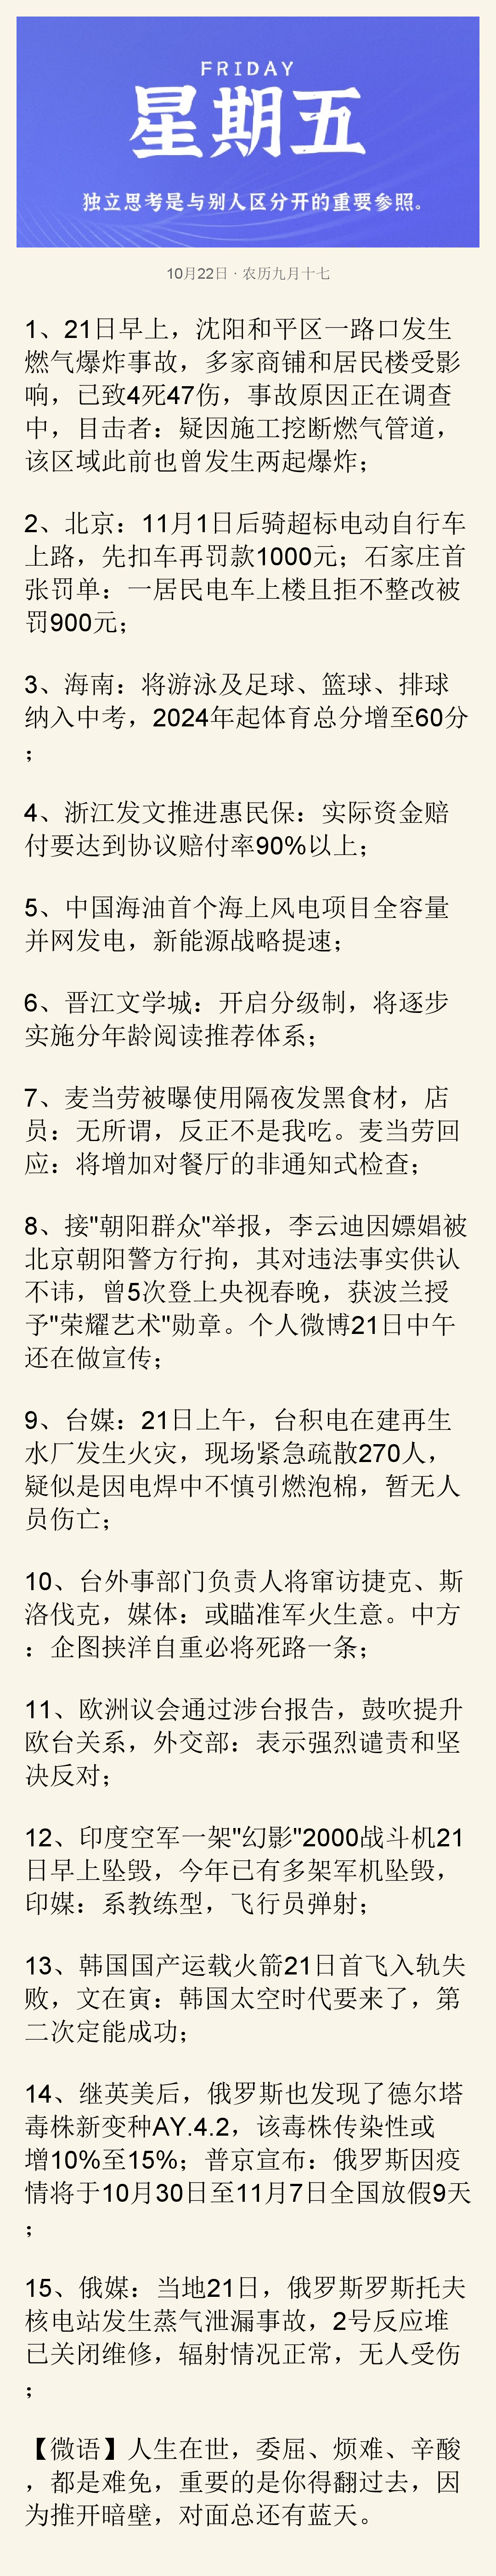 FRIDAY
星期五
独立思考是与别人区分开的重要参照。
10月22日 · 农历九月十七
1、21日早上，沈阳和平区一路口发生
燃气爆炸事故，多家商铺和居民楼受影
响，已致4死47伤，事故原因正在调查
中，目击者：疑因施工挖断燃气管道，
该区域此前也曾发生两起爆炸；
2、北京：11月1日后骑超标电动自行车
上路，先扣车再罚款1000元；石家庄首
张罚单：一居民电车上楼且拒不整改被
罚900元；
3、海南：将游泳及足球、篮球、排球
纳入中考，2024年起体育总分增至60分
；
4、浙江发文推进惠民保：实际资金赔
付要达到协议赔付率90%以上；
5、中国海油首个海上风电项目全容量
并网发电，新能源战略提速；
6、晋江文学城：开启分级制，将逐步
实施分年龄阅读推荐体系；
7、麦当劳被曝使用隔夜发黑食材，店
员：无所谓，反正不是我吃。麦当劳回
应：将增加对餐厅的非通知式检查；
8、接"朝阳群众"举报，李云迪因嫖娼被
北京朝阳警方行拘，其对违法事实供认
不讳，曾5次登上央视春晚，获波兰授
予"荣耀艺术"勋章。个人微博21日中午
还在做宣传；
9、台媒：21日上午，台积电在建再生
水厂发生火灾，现场紧急疏散270人，
疑似是因电焊中不慎引燃泡棉，暂无人
员伤亡；
10、台外事部门负责人将窜访捷克、斯
洛伐克，媒体：或瞄准军火生意。中方
：企图挟洋自重必将死路一条；
11、欧洲议会通过涉台报告，鼓吹提升
欧台关系，外交部：表示强烈谴责和坚
决反对；
12、印度空军一架"幻影"2000战斗机21
日早上坠毁，今年已有多架军机坠毁，
印媒：系教练型，飞行员弹射；
13、韩国国产运载火箭21日首飞入轨失
败，文在寅：韩国太空时代要来了，第
二次定能成功；
14、继英美后，俄罗斯也发现了德尔塔
毒株新变种AY.4.2，该毒株传染性或
增10%至15%；普京宣布：俄罗斯因疫
情将于10月30日至11月7日全国放假9天
；
15、俄媒：当地21日，俄罗斯罗斯托夫
核电站发生蒸气泄漏事故，2号反应堆
已关闭维修，辐射情况正常，无人受伤
；
【微语】人生在世，委屈、烦难、辛酸
，都是难免，重要的是你得翻过去，因
为推开暗壁，对面总还有蓝天。